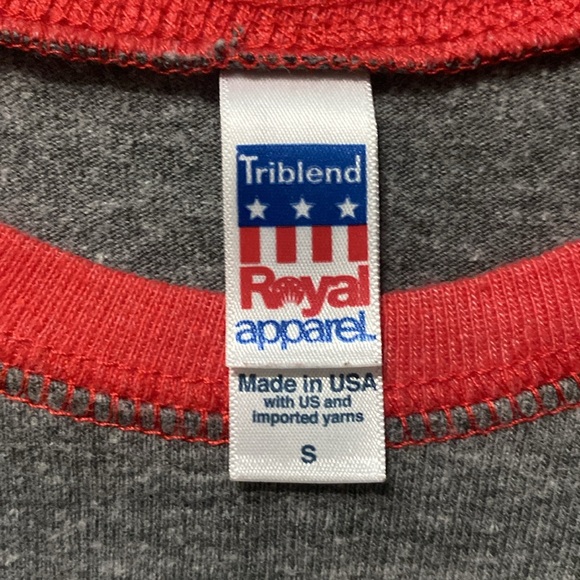 Triblend
Royal
apparel
Made in USA
with US and
imported yarns
S